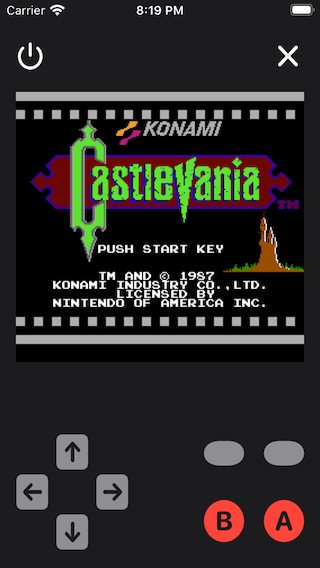 Carrier 8:19 PM
KONAMI
Castlevania
TM
PUSH START KEY
TM AND © 1987
KONAMI INDUSTRY CO.,LTD.
LICENSED BY
NINTENDO OF AMERICA INC.
B A